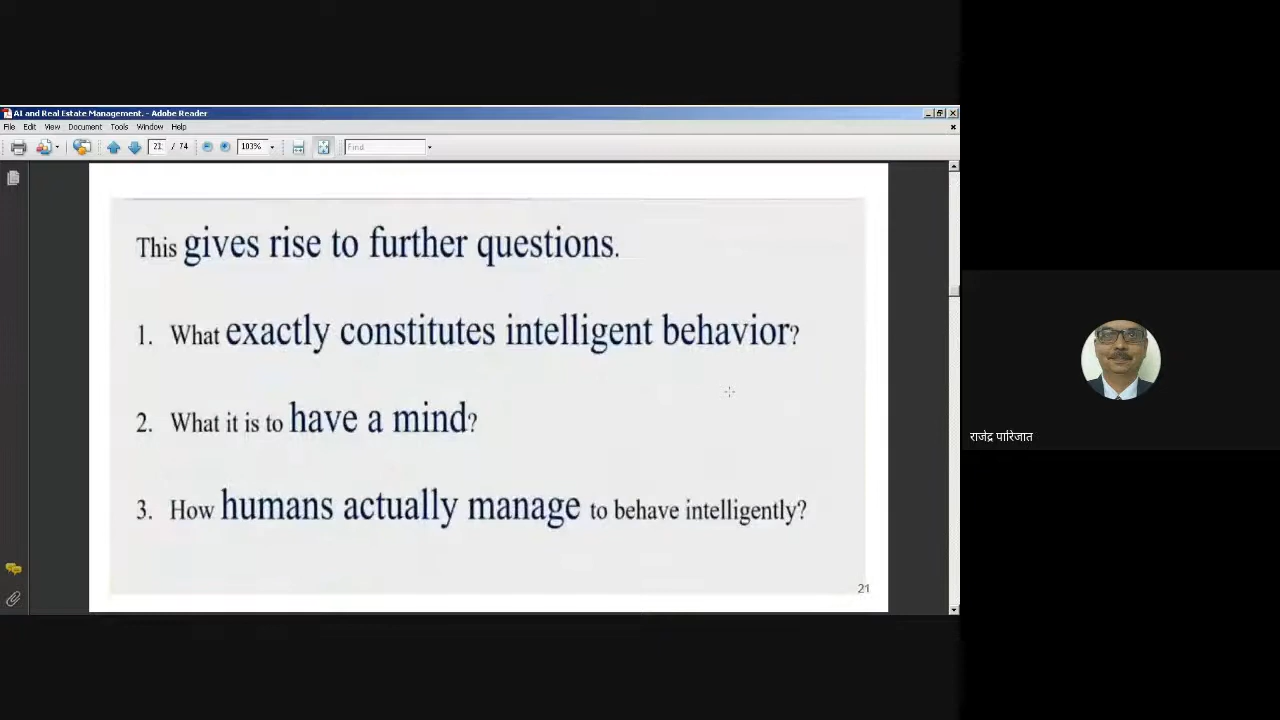 AI and Real Estate Management. - Adobe Reader
File Edit View Document Tools Window Help
21 / 74 103% Find
This gives rise to further questions.
1. What exactly constitutes intelligent behavior?
2. What it is to have a mind?
3. How humans actually manage to behave intelligently?
21
राजेंद्र पारिजात